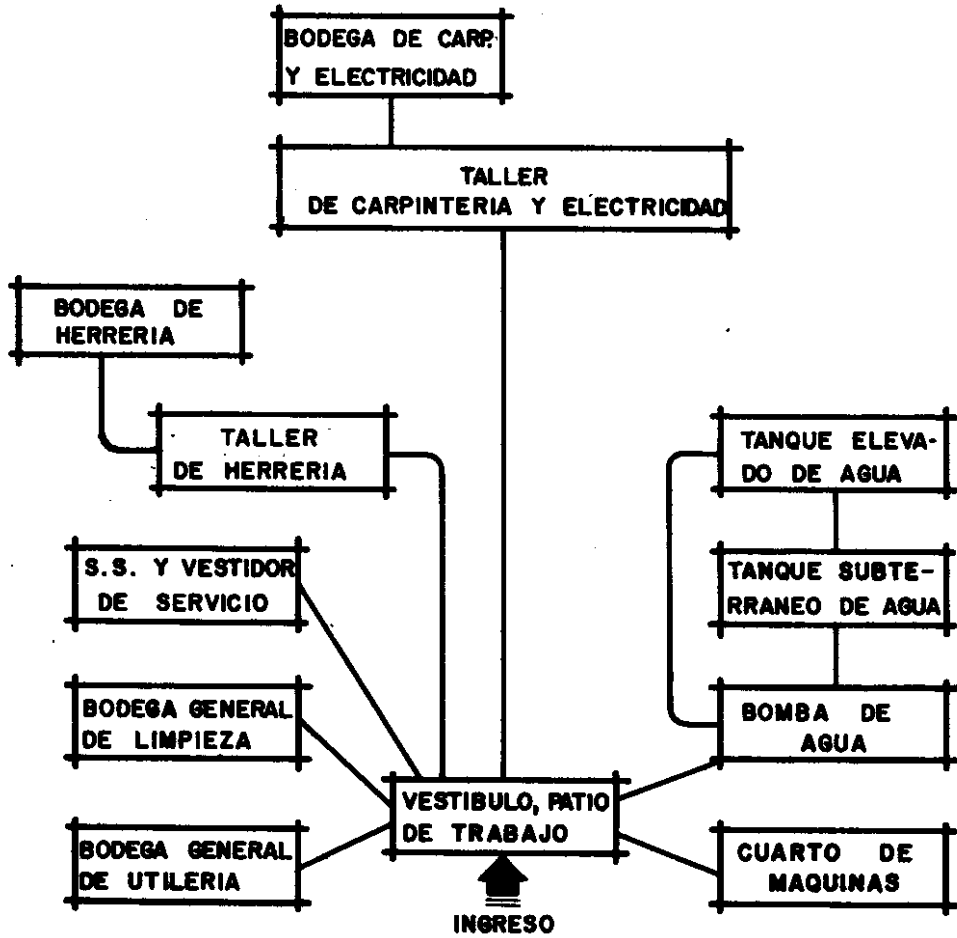 BODEGA DE CARP.
Y ELECTRICIDAD
TALLER
DE CARPINTERIA Y ELECTRICIDAD
BODEGA DE
HERRERIA
TALLER
DE HERRERIA
TANQUE ELEVA-
DO DE AGUA
S.S. Y VESTIDOR
DE SERVICIO
TANQUE SUBTE-
RRANEO DE AGUA
BODEGA GENERAL
DE LIMPIEZA
BOMBA DE
AGUA
VESTIBULO, PATIO
DE TRABAJO
BODEGA GENERAL
DE UTILERIA
CUARTO DE
MAQUINAS
INGRESO